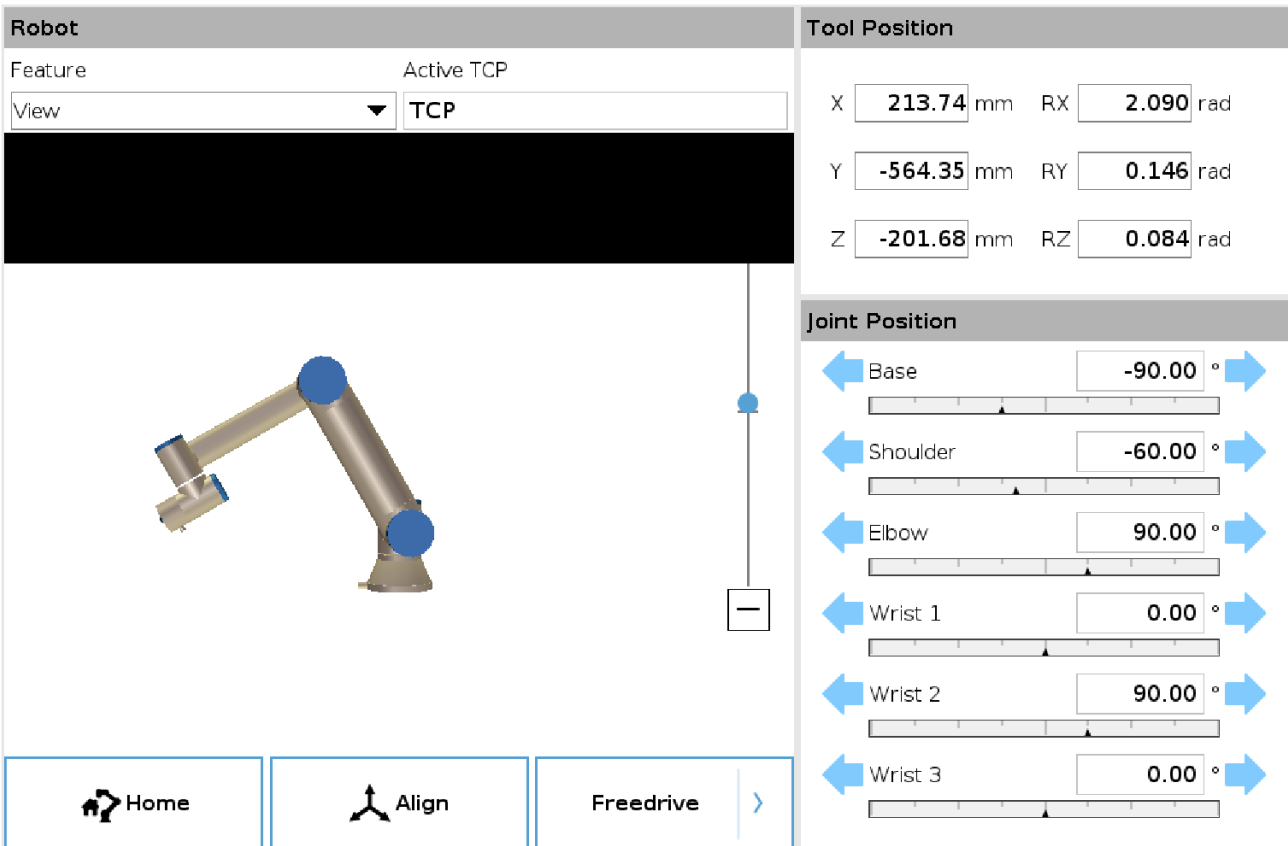 Robot
Feature
Active TCP
View
TCP
Home
Align
Freedrive
Tool Position
X 213.74 mm RX 2.090 rad
Y -564.35 mm RY 0.146 rad
Z -201.68 mm RZ 0.084 rad
Joint Position
Base -90.00 °
Shoulder -60.00 °
Elbow 90.00 °
Wrist 1 0.00 °
Wrist 2 90.00 °
Wrist 3 0.00 °